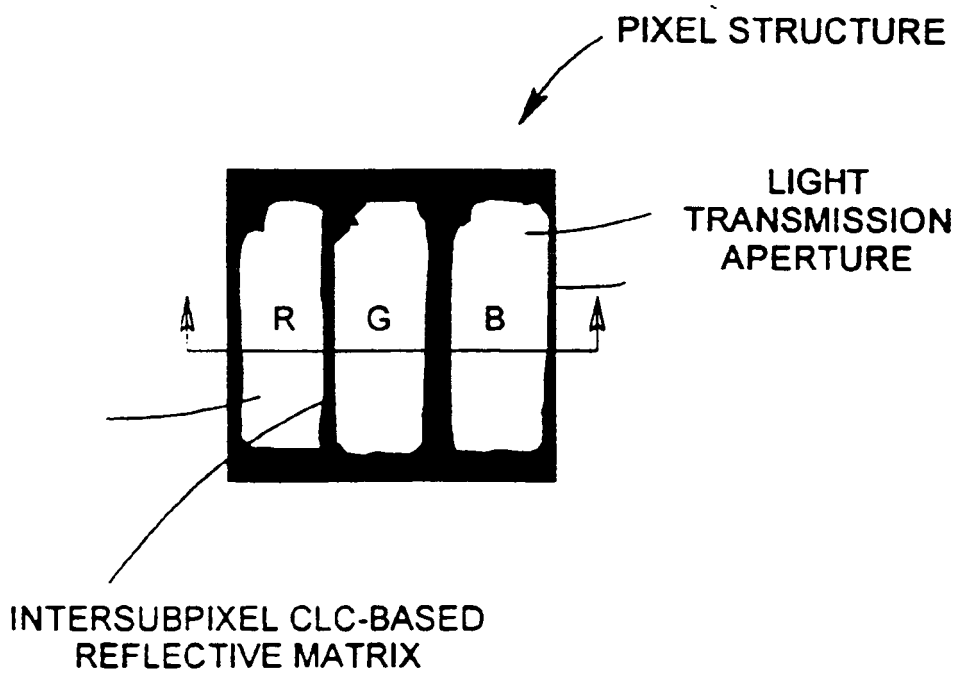 PIXEL STRUCTURE
LIGHT
TRANSMISSION
APERTURE
R G B
INTERSUBPIXEL CLC-BASED
REFLECTIVE MATRIX